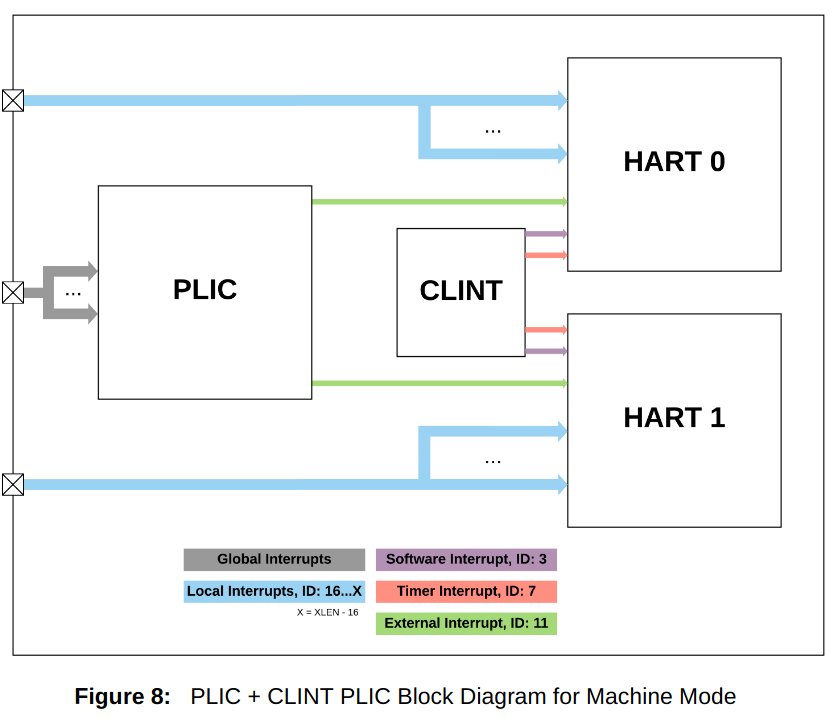 ...
HART 0
PLIC
CLINT
...
HART 1
...
Global Interrupts
Software Interrupt, ID: 3
Local Interrupts, ID: 16...X
Timer Interrupt, ID: 7
X = XLEN - 16
External Interrupt, ID: 11
Figure 8: PLIC + CLINT PLIC Block Diagram for Machine Mode